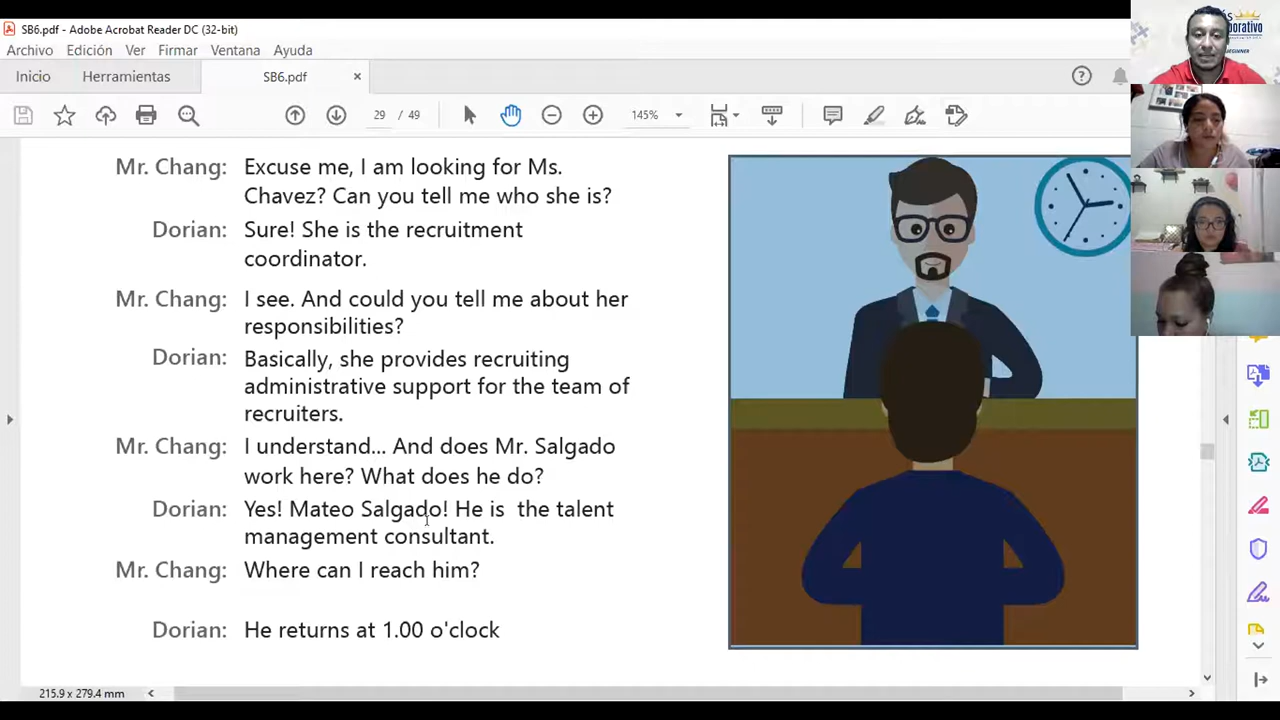 SB6.pdf - Adobe Acrobat Reader DC (32-bit)
Archivo Edición Ver Firmar Ventana Ayuda
Inicio Herramientas SB6.pdf ×
29 / 49 145%
Mr. Chang: Excuse me, I am looking for Ms.
Chavez? Can you tell me who she is?
Dorian: Sure! She is the recruitment
coordinator.
Mr. Chang: I see. And could you tell me about her
responsibilities?
Dorian: Basically, she provides recruiting
administrative support for the team of
recruiters.
Mr. Chang: I understand... And does Mr. Salgado
work here? What does he do?
Dorian: Yes! Mateo Salgado! He is the talent
management consultant.
Mr. Chang: Where can I reach him?
Dorian: He returns at 1.00 o'clock
215.9 x 279.4 mm